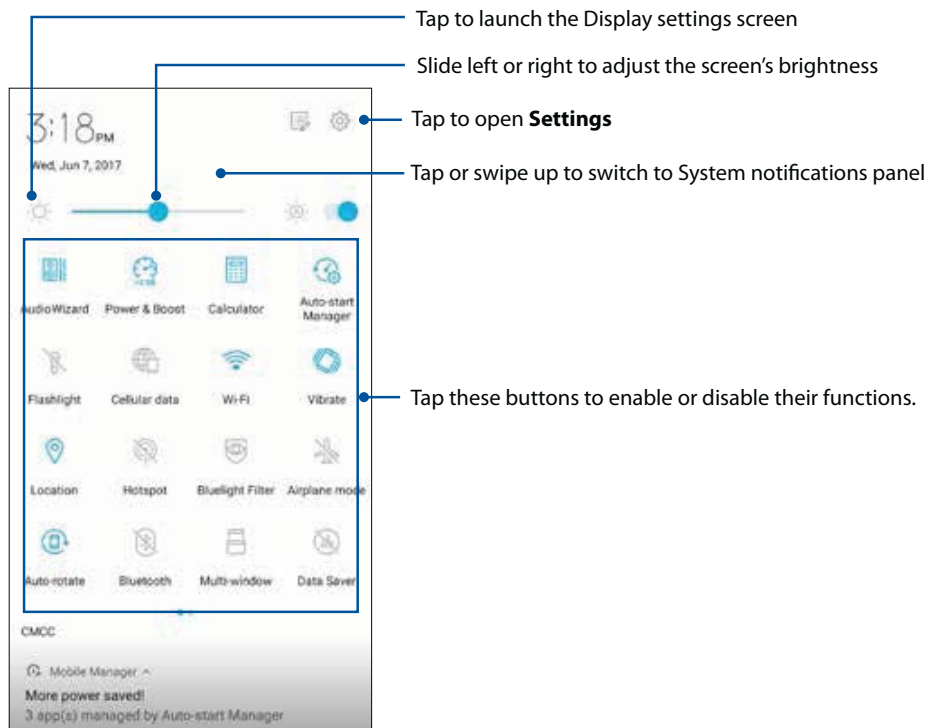 Tap to launch the Display settings screen
Slide left or right to adjust the screen's brightness
Tap to open Settings
Tap or swipe up to switch to System notifications panel
3:18 PM
Wed, Jun 7, 2017
AudioWizard
Power & Boost
Calculator
Auto-start
Manager
Flashlight
Cellular data
Wi-Fi
Vibrate
Tap these buttons to enable or disable their functions.
Location
Hotspot
Bluelight Filter
Airplane mode
Auto-rotate
Bluetooth
Multi-window
Data Saver
CMCC
Mobile Manager
More power saved!
3 app(s) managed by Auto-start Manager